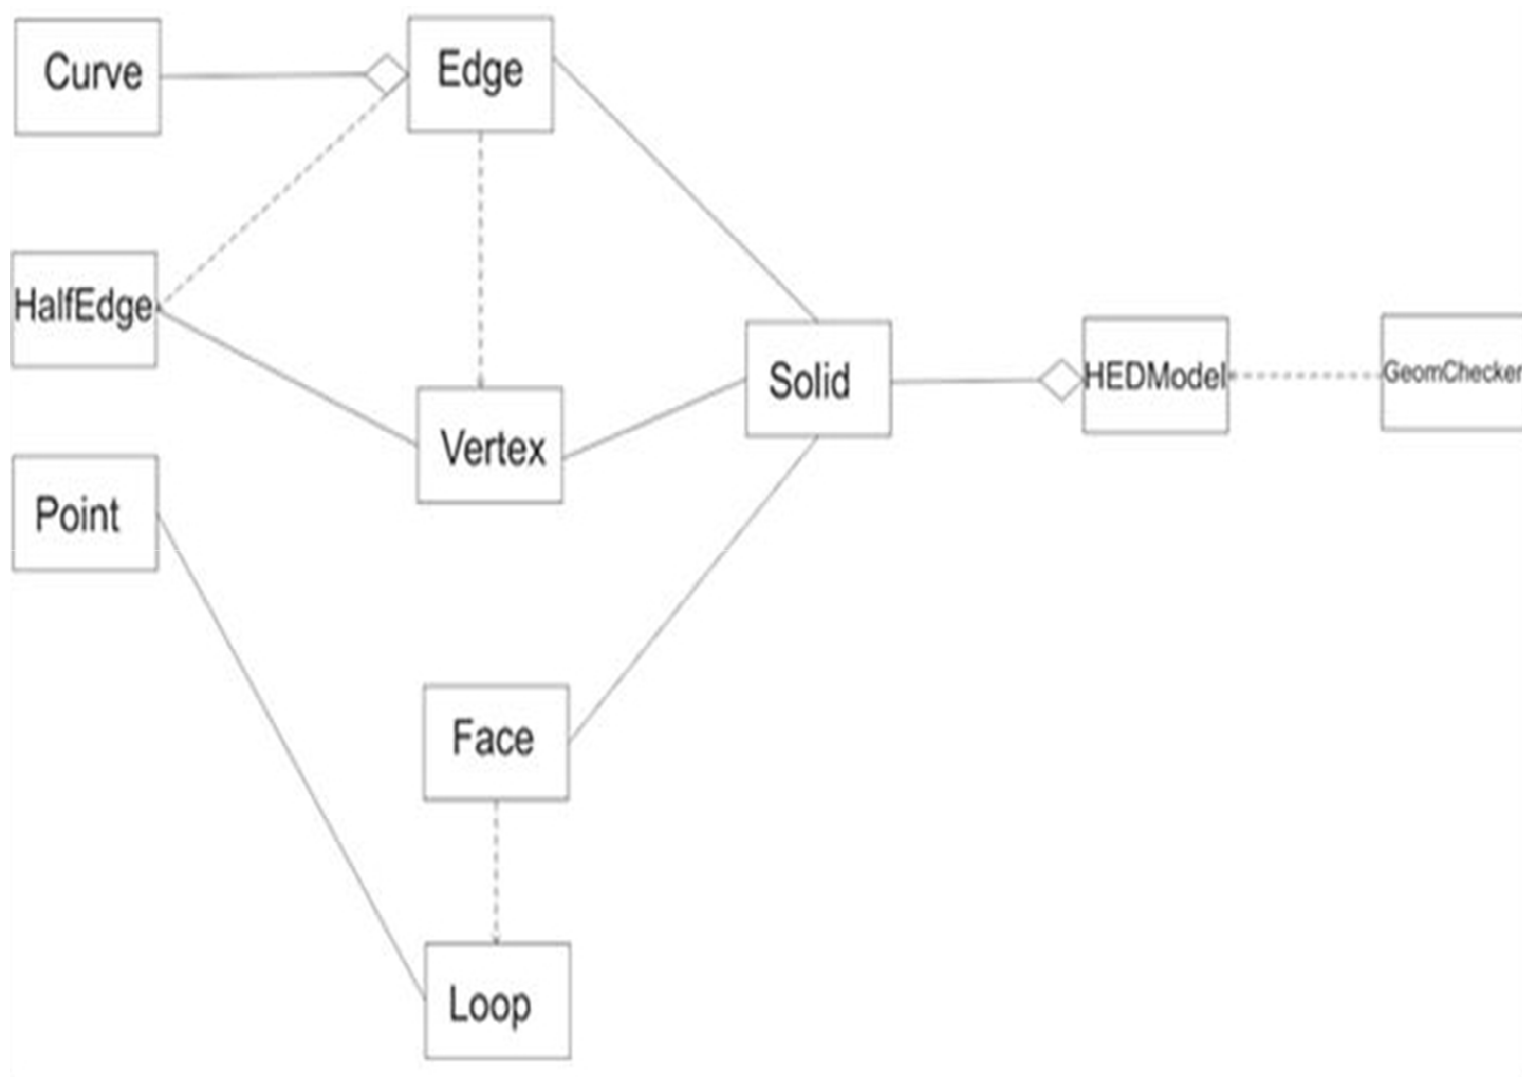 Curve
Edge
HalfEdge
Vertex
Point
Solid
HEDModel
GeomChecker
Face
Loop